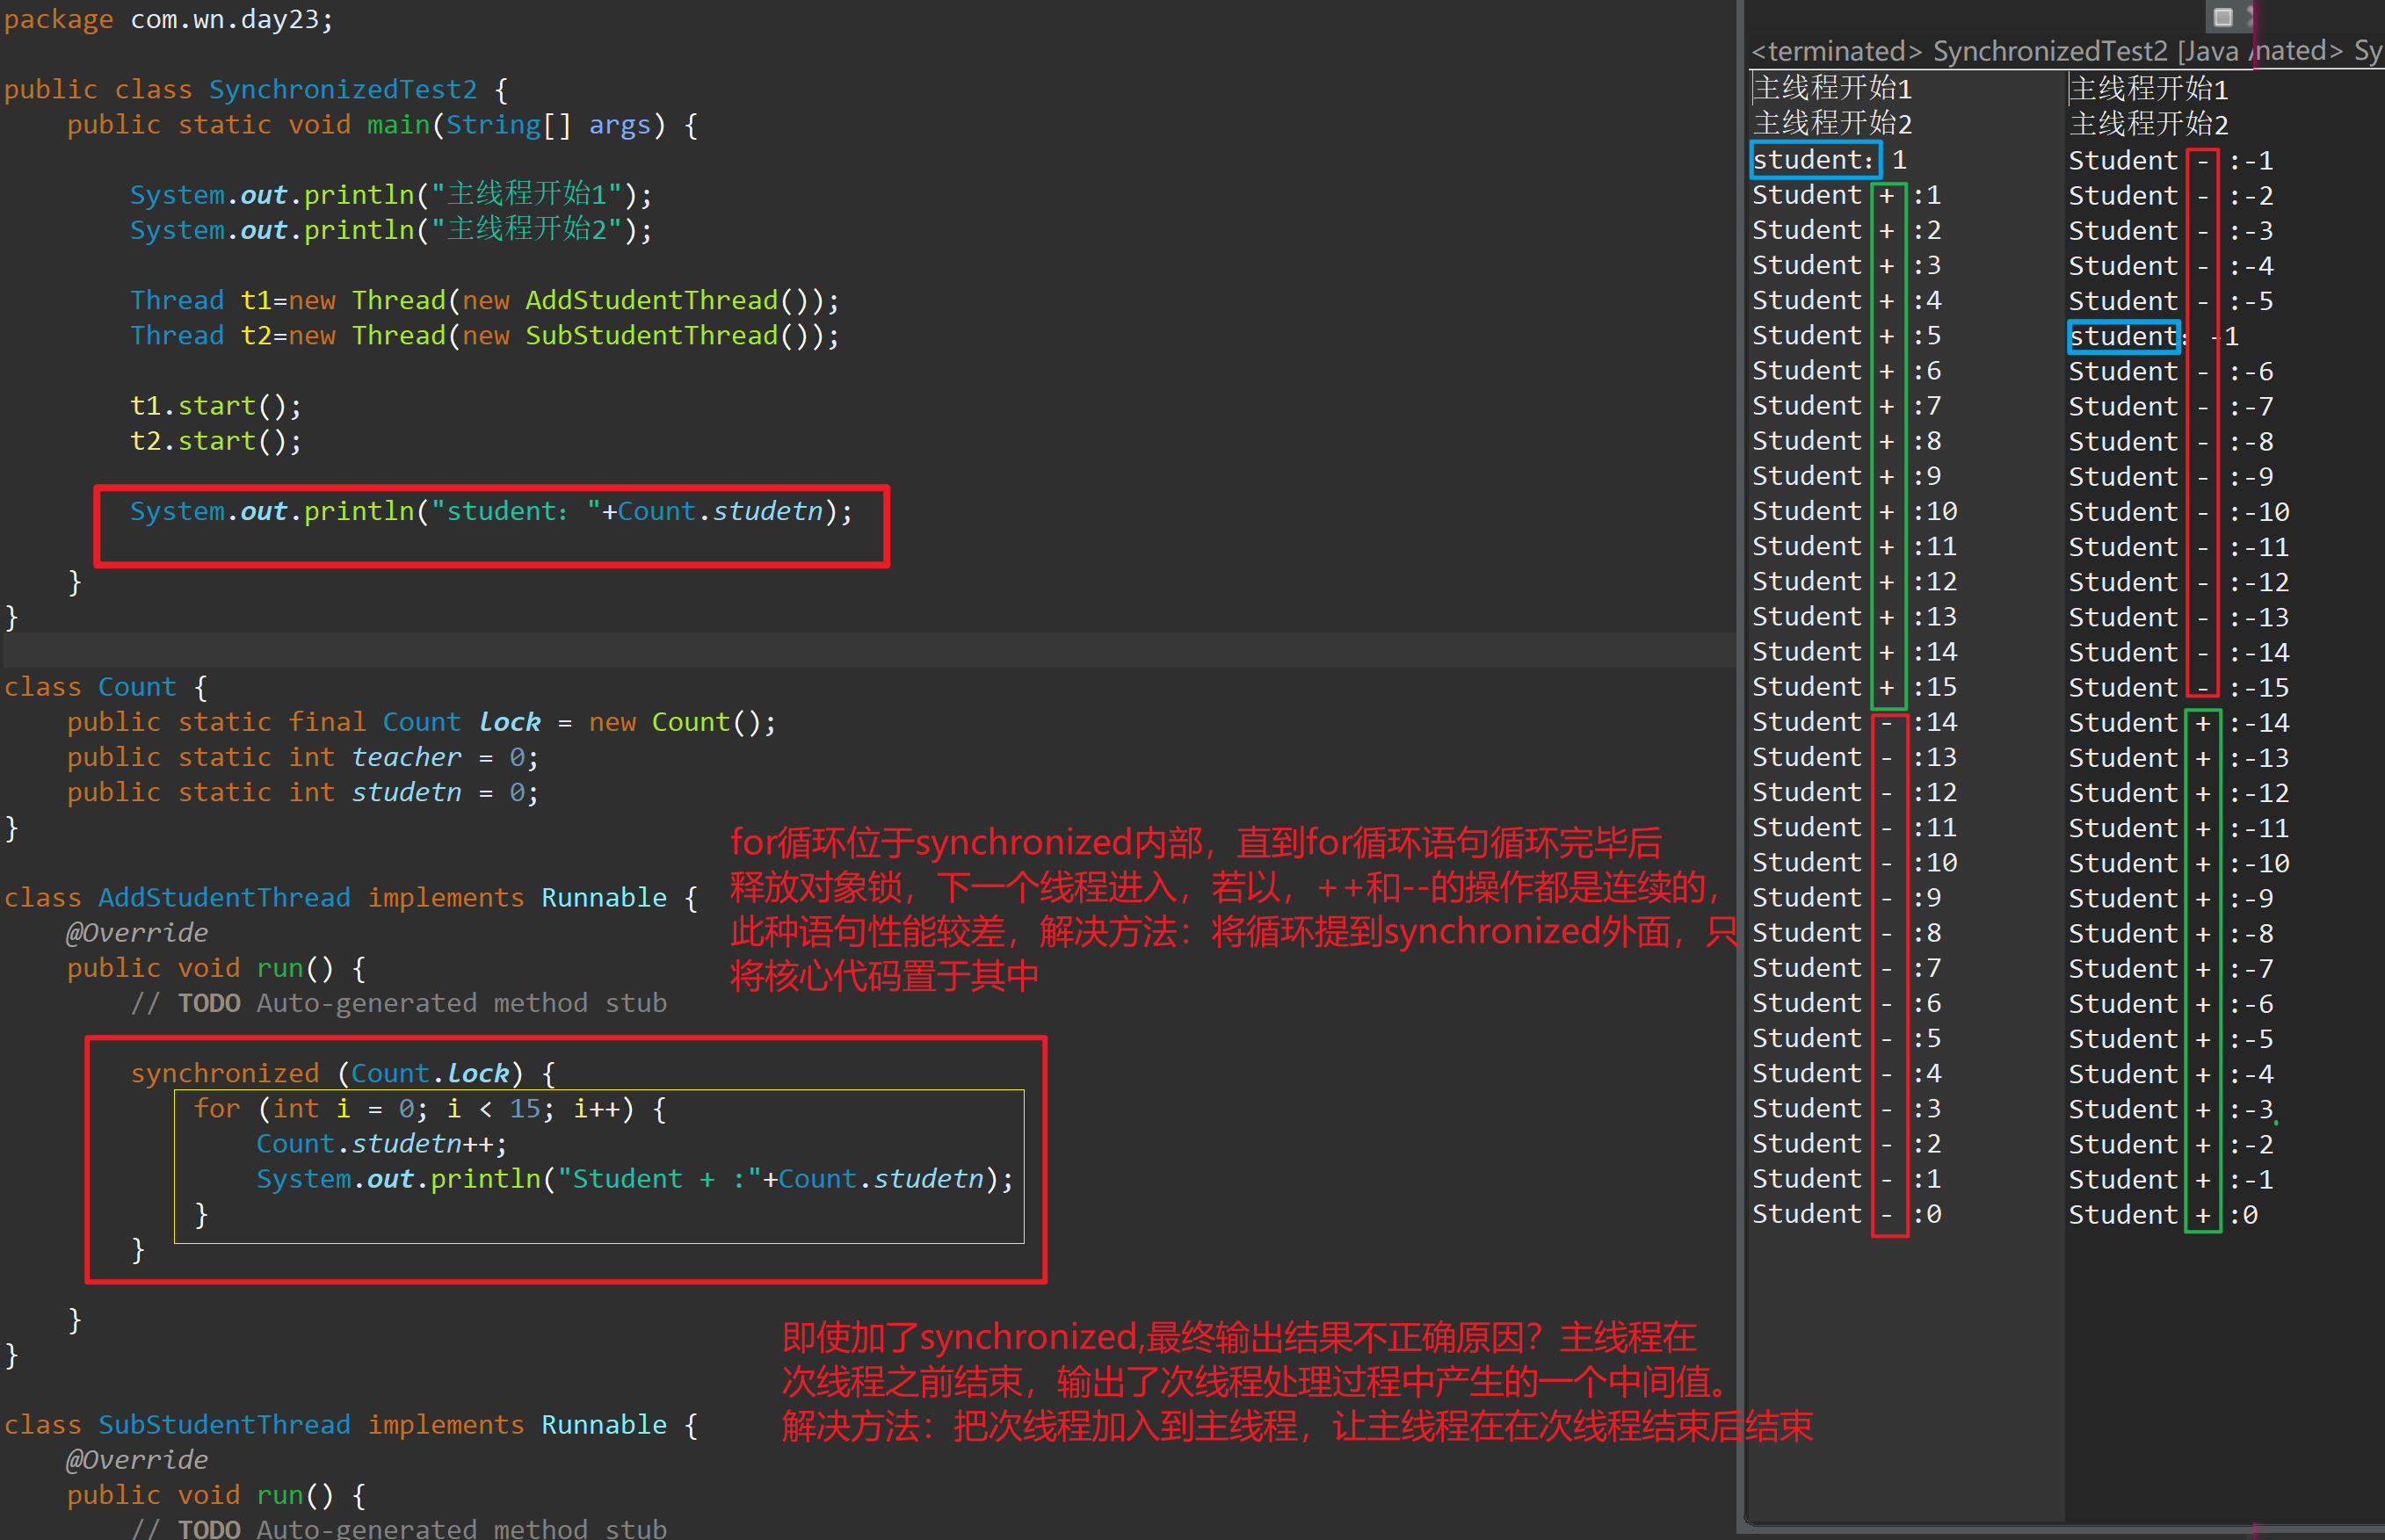 package com.wn.day23;
public class SynchronizedTest2 {
public static void main(String[] args) {
System.out.println("主线程开始1");
System.out.println("主线程开始2");
Thread t1=new Thread(new AddStudentThread());
Thread t2=new Thread(new SubStudentThread());
t1.start();
t2.start();
System.out.println("student："+Count.studetn);
}
}
class Count {
public static final Count lock = new Count();
public static int teacher = 0;
public static int studetn = 0;
}
class AddStudentThread implements Runnable {
@Override
public void run() {
// TODO Auto-generated method stub
synchronized (Count.lock) {
for (int i = 0; i < 15; i++) {
Count.studetn++;
System.out.println("Student + :"+Count.studetn);
}
}
}
}
class SubStudentThread implements Runnable {
@Override
public void run() {
// TODO Auto-generated method stub
for循环位于synchronized内部，直到for循环语句循环完毕后
释放对象锁，下一个线程进入，若以，++和--的操作都是连续的，
此种语句性能较差，解决方法：将循环提到synchronized外面，只
将核心代码置于其中
即使加了synchronized,最终输出结果不正确原因？主线程在
次线程之前结束，输出了次线程处理过程中产生的一个中间值。
解决方法：把次线程加入到主线程，让主线程在在次线程结束后结束
<terminated> SynchronizedTest2 [Java
主线程开始1
主线程开始2
student：1
Student + :1
Student + :2
Student + :3
Student + :4
Student + :5
Student + :6
Student + :7
Student + :8
Student + :9
Student + :10
Student + :11
Student + :12
Student + :13
Student + :14
Student + :15
Student - :14
Student - :13
Student - :12
Student - :11
Student - :10
Student - :9
Student - :8
Student - :7
Student - :6
Student - :5
Student - :4
Student - :3
Student - :2
Student - :1
Student - :0
nated> Sy
主线程开始1
主线程开始2
Student - :-1
Student - :-2
Student - :-3
Student - :-4
Student - :-5
student：-1
Student - :-6
Student - :-7
Student - :-8
Student - :-9
Student - :-10
Student - :-11
Student - :-12
Student - :-13
Student - :-14
Student - :-15
Student + :-14
Student + :-13
Student + :-12
Student + :-11
Student + :-10
Student + :-9
Student + :-8
Student + :-7
Student + :-6
Student + :-5
Student + :-4
Student + :-3
Student + :-2
Student + :-1
Student + :0